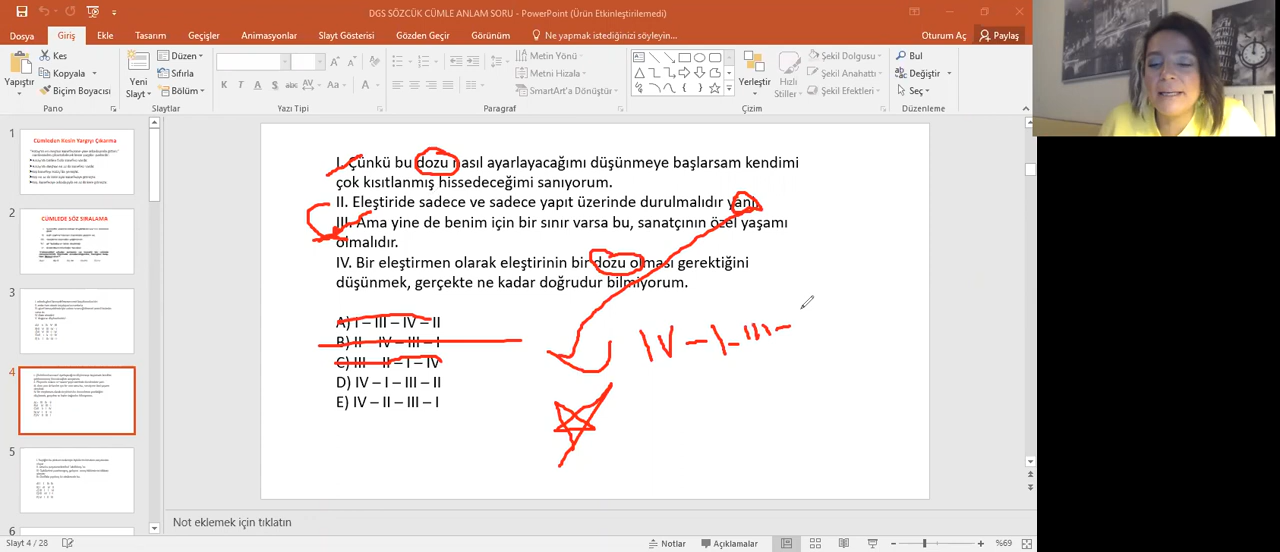 DGS SÖZCÜK CÜMLE ANLAM SORU - PowerPoint (Ürün Etkinleştirilemedi)
Dosya Giriş Ekle Tasarım Geçişler Animasyonlar Slayt Gösterisi Gözden Geçir Görünüm Ne yapmak istediğinizi söyleyin... Oturum Aç Paylaş
Yapıştır
Kes
Kopyala
Biçim Boyacısı
Pano
Yeni Slayt
Düzen
Sıfırla
Bölüm
Slaytlar
K T A S abc AV Aa A
Yazı Tipi
Metin Yönü
Metni Hizala
SmartArt'a Dönüştür
Paragraf
Yerleştir
Hızlı Stiller
Şekil Dolgusu
Şekil Anahattı
Şekil Efektleri
Çizim
Bul
Değiştir
Seç
Düzenleme
1
Cümleden Kesin Yargıyı Çıkarma
2
CÜMLEDE SÖZ SIRALAMA
3
4
5
6
I. Çünkü bu dozu nasıl ayarlayacağımı düşünmeye başlarsam kendimi
çok kısıtlanmış hissedeceğimi sanıyorum.
II. Eleştiride sadece ve sadece yapıt üzerinde durulmalıdır yani.
III. Ama yine de benim için bir sınır varsa bu, sanatçının özel yaşamı
olmalıdır.
IV. Bir eleştirmen olarak eleştirinin bir dozu olması gerektiğini
düşünmek, gerçekte ne kadar doğrudur bilmiyorum.
A) I – III – IV – II
B) II – IV – III – I
C) III – II – I – IV
D) IV – I – III – II
E) IV – II – III – I
IV - I - III -
Not eklemek için tıklatın
Slayt 4 / 28
Notlar
Açıklamalar
%69